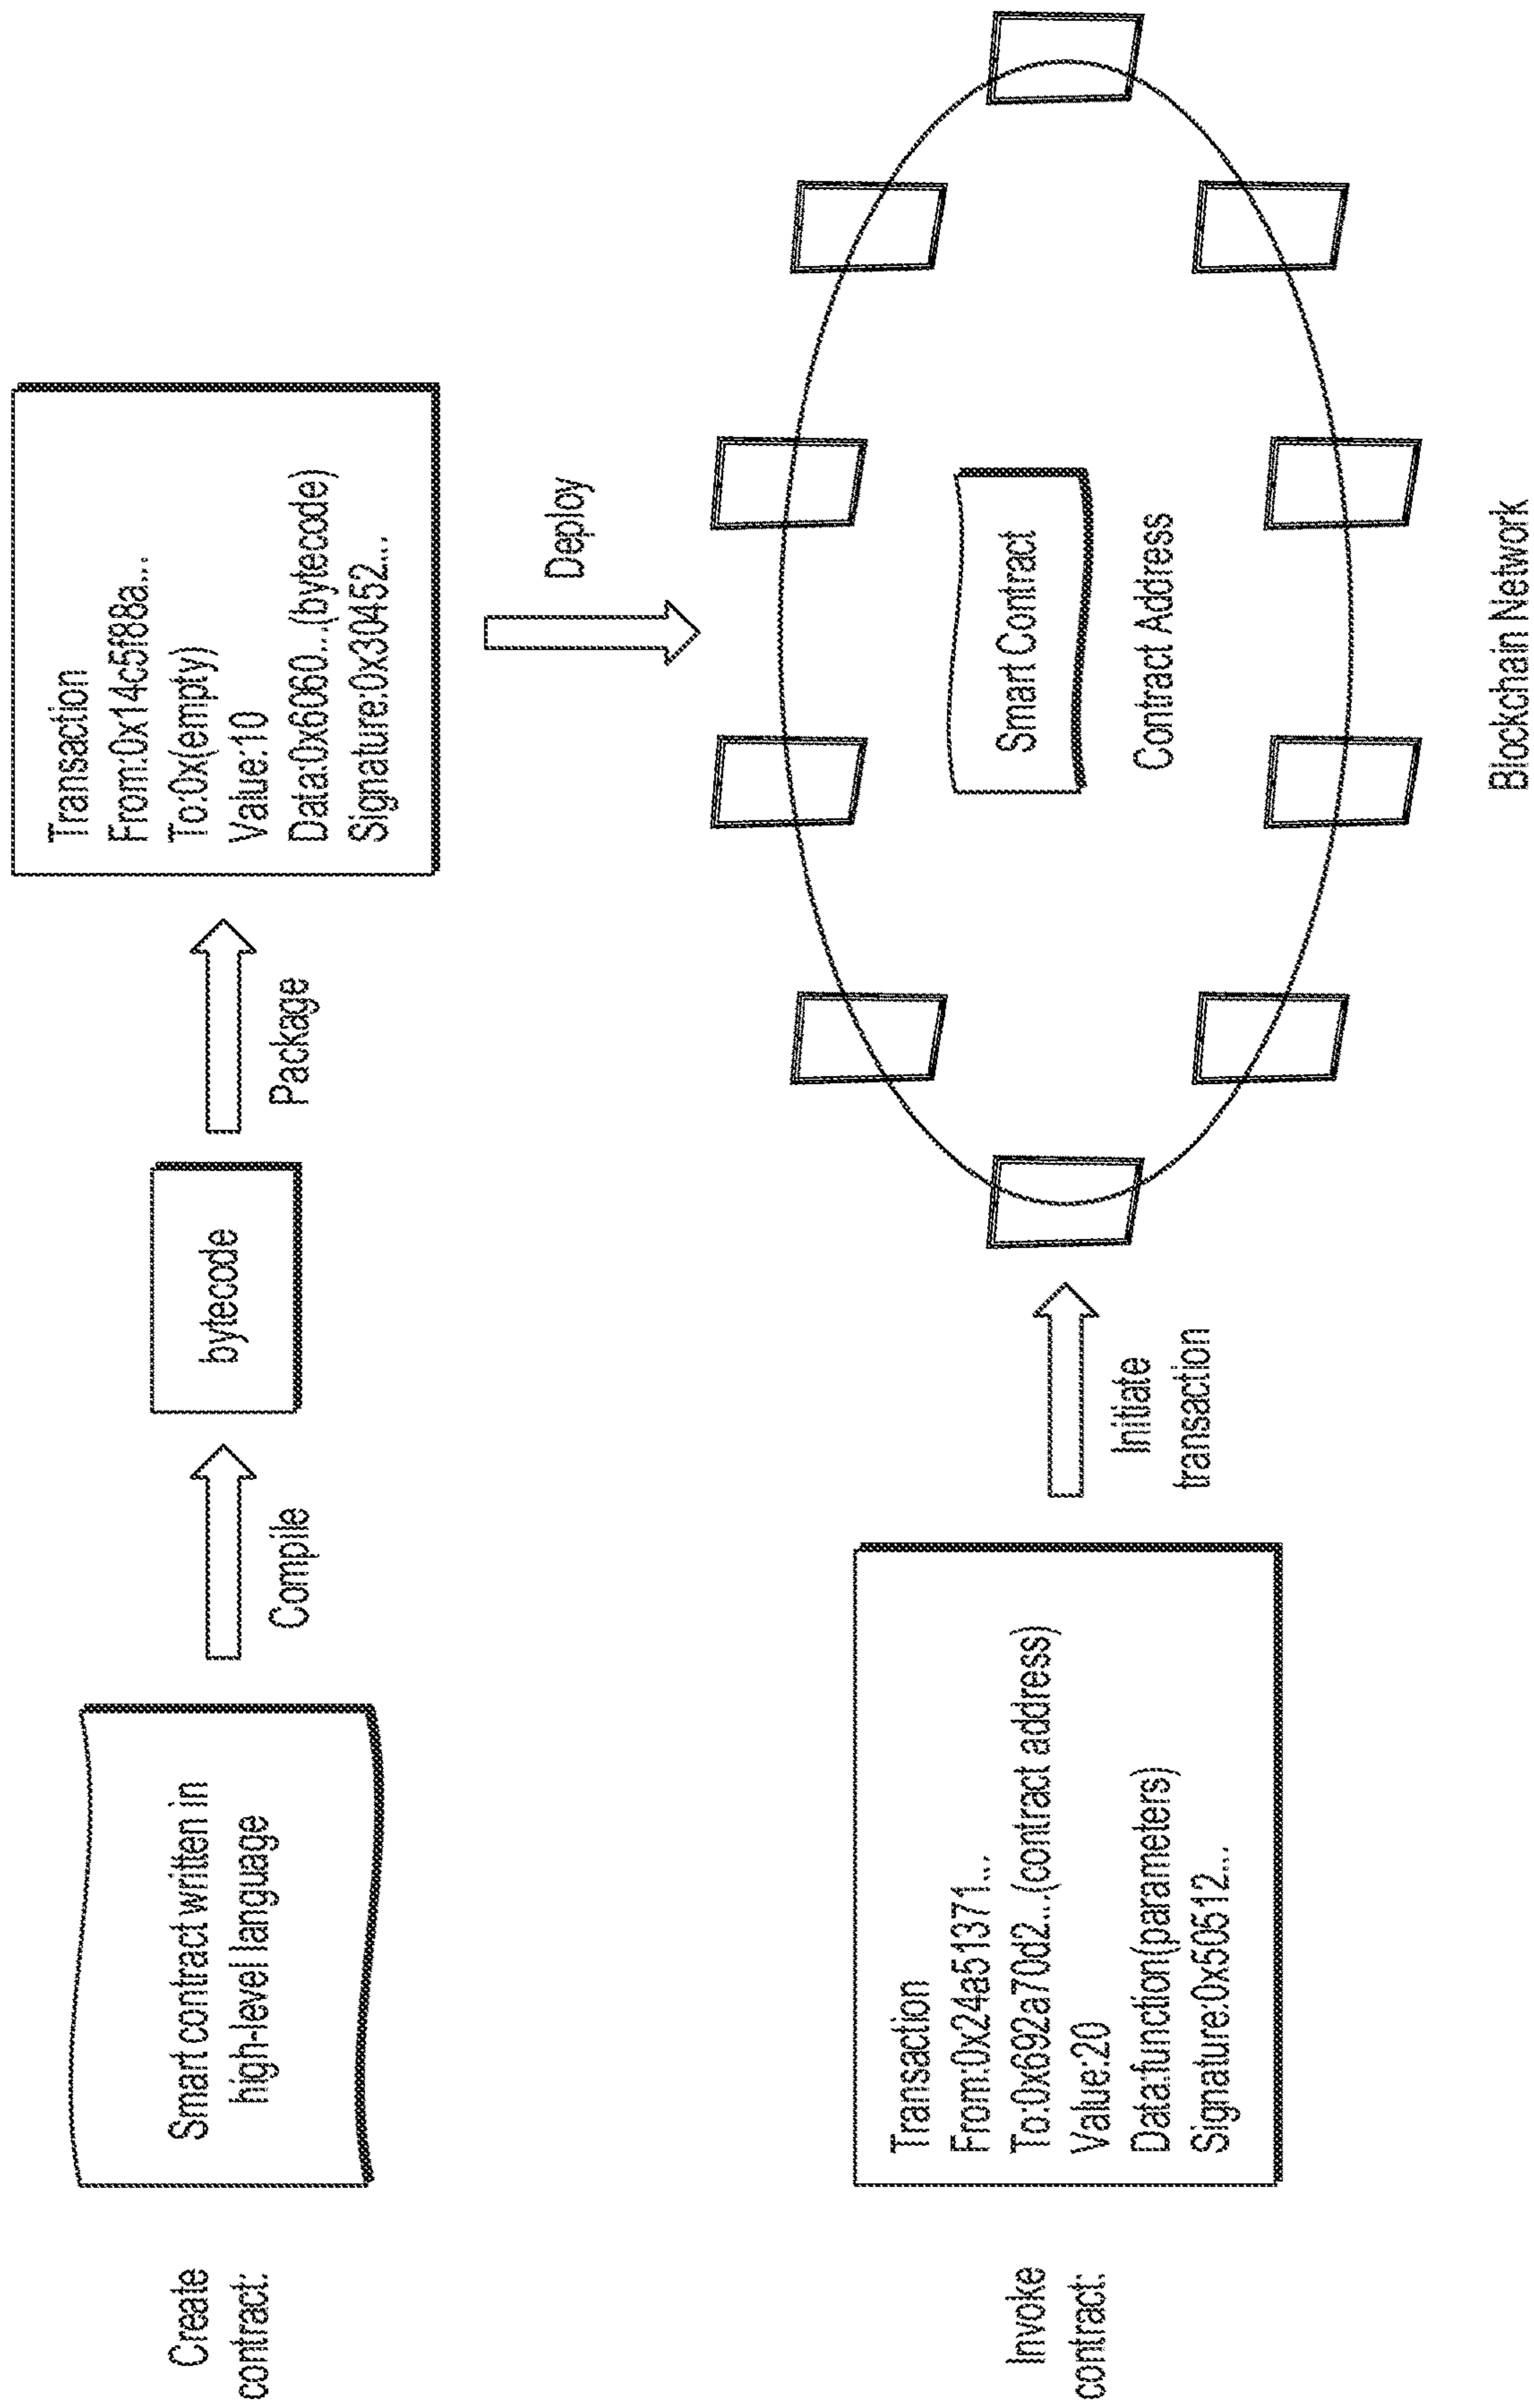 Create
contract:
Smart contract written in
high-level language
Compile
bytecode
Package
Transaction
From:0x14c5f88a...
To:0x(empty)
Value:10
Data:0x6060...(bytecode)
Signature:0x30452...
Deploy
Invoke
contract:
Transaction
From:0x24a51371...
To:0x692a70d2...(contract address)
Value:20
Data:function(parameters)
Signature:0x50512...
Initiate
transaction
Smart Contract
Contract Address
Blockchain Network